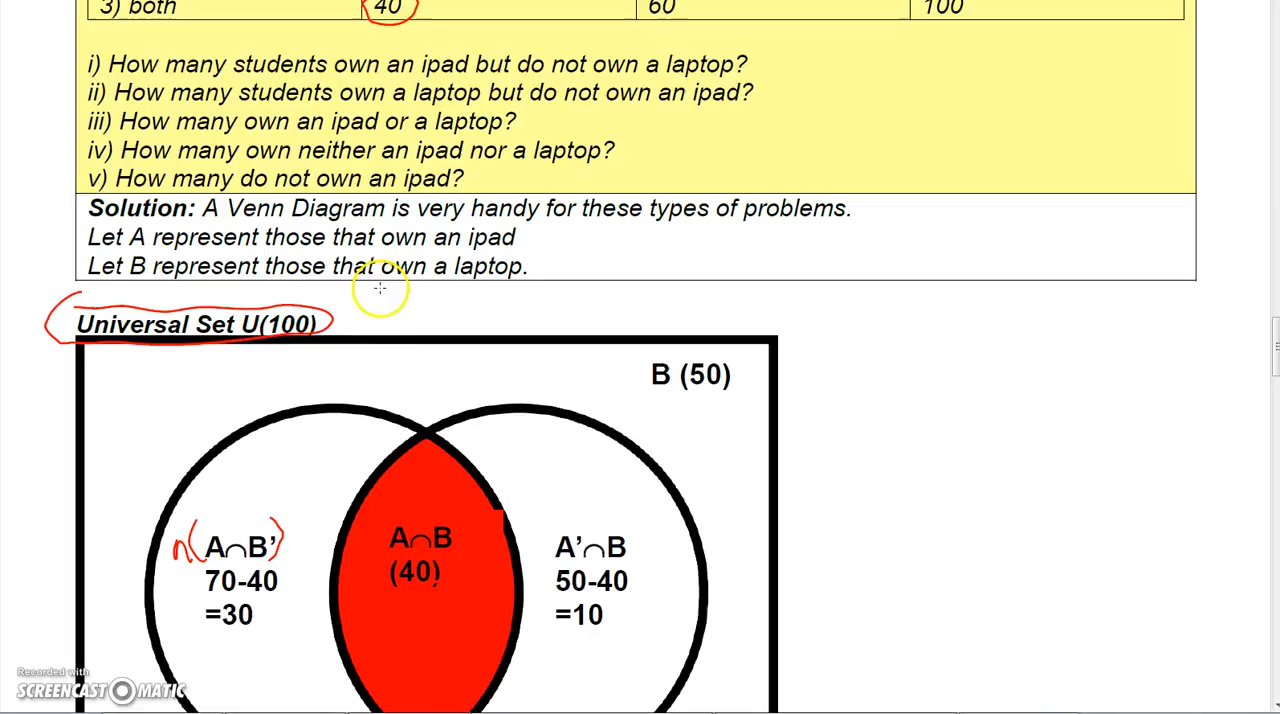 3) both 40 60 100
i) How many students own an ipad but do not own a laptop?
ii) How many students own a laptop but do not own an ipad?
iii) How many own an ipad or a laptop?
iv) How many own neither an ipad nor a laptop?
v) How many do not own an ipad?
Solution: A Venn Diagram is very handy for these types of problems.
Let A represent those that own an ipad
Let B represent those that own a laptop.
Universal Set U(100)
B (50)
n(A∩B’)
70-40
=30
A∩B
(40)
A’∩B
50-40
=10
Recorded with
SCREENCAST-O-MATIC